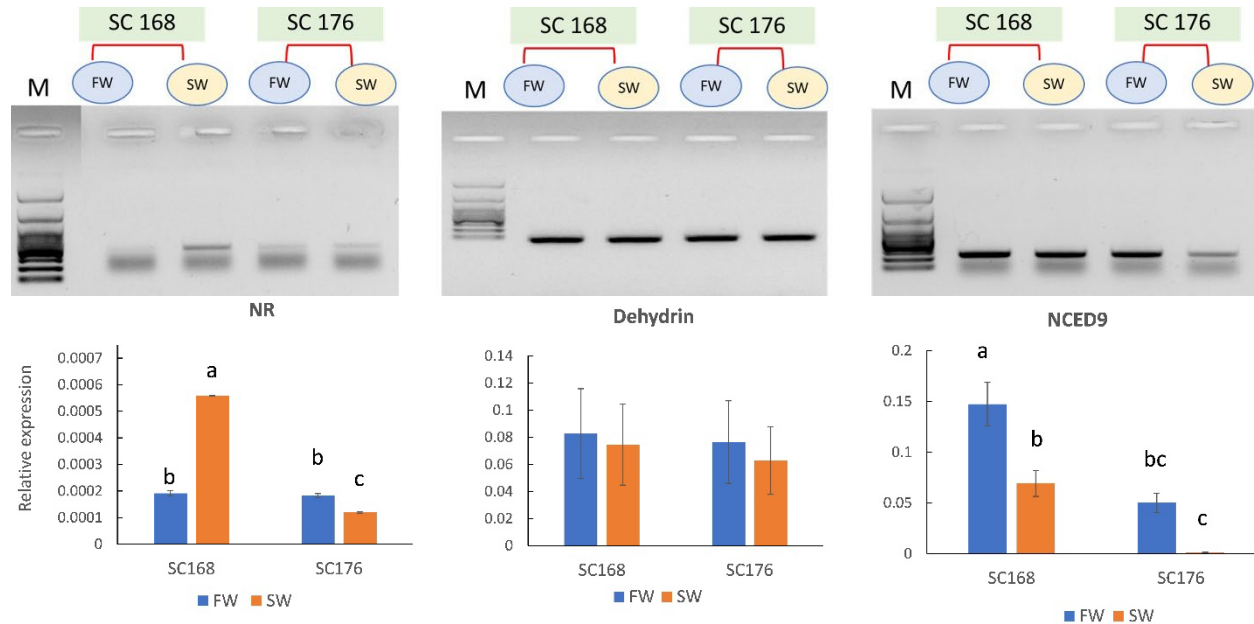 SC 168 SC 176
M FW SW FW SW
SC 168 SC 176
M FW SW FW SW
SC 168 SC 176
M FW SW FW SW
NR
Relative expression
0.0007
0.0006
0.0005
0.0004
0.0003
0.0002
0.0001
0
a
b
b
c
SC168 SC176
FW SW
Dehydrin
0.14
0.12
0.1
0.08
0.06
0.04
0.02
0
SC168 SC176
FW SW
NCED9
0.2
0.15
0.1
0.05
0
a
b
bc
c
SC168 SC176
FW SW